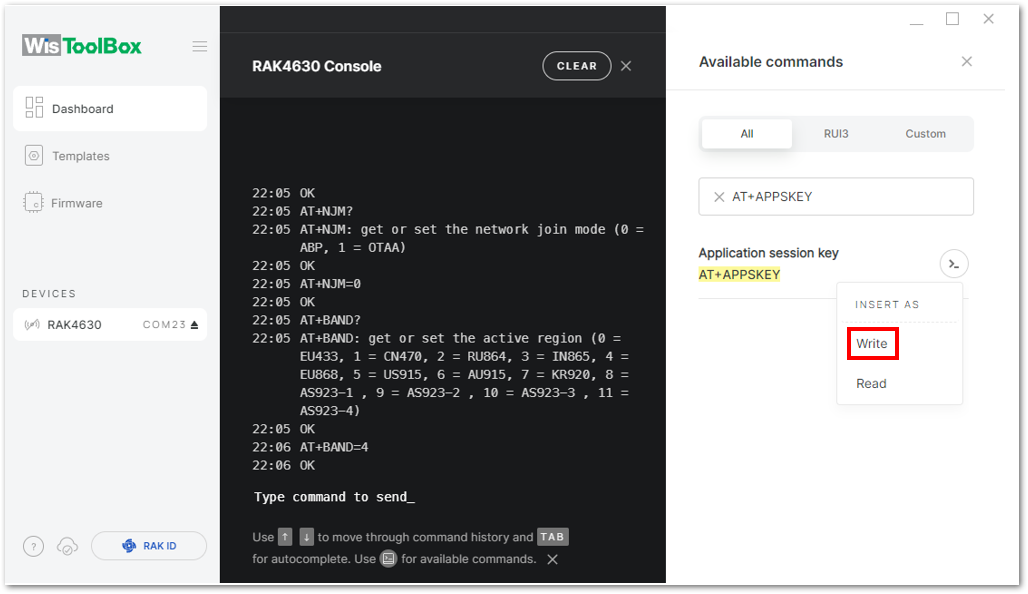 WisToolBox
Dashboard
Templates
Firmware
DEVICES
RAK4630 COM23
?
RAK ID
RAK4630 Console
CLEAR
22:05 OK
22:05 AT+NJM?
22:05 AT+NJM: get or set the network join mode (0 =
ABP, 1 = OTAA)
22:05 OK
22:05 AT+NJM=0
22:05 OK
22:05 AT+BAND?
22:05 AT+BAND: get or set the active region (0 =
EU433, 1 = CN470, 2 = RU864, 3 = IN865, 4 =
EU868, 5 = US915, 6 = AU915, 7 = KR920, 8 =
AS923-1 , 9 = AS923-2 , 10 = AS923-3 , 11 =
AS923-4)
22:05 OK
22:06 AT+BAND=4
22:06 OK
Type command to send_
Use ↑ ↓ to move through command history and TAB
for autocomplete. Use for available commands.
Available commands
All RUI3 Custom
AT+APPSKEY
Application session key
AT+APPSKEY
INSERT AS
Write
Read